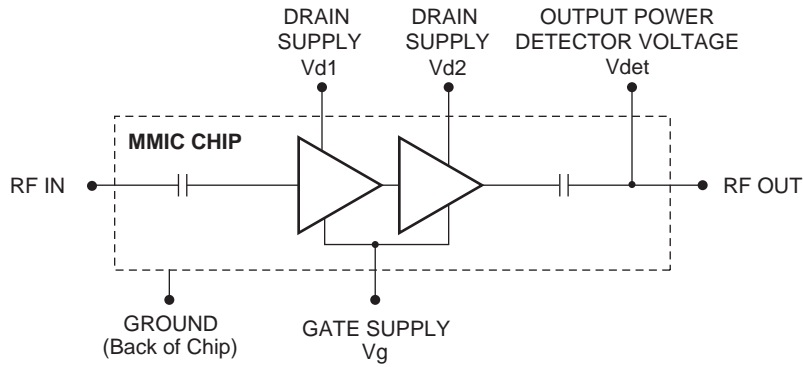 DRAIN
SUPPLY
Vd1
DRAIN
SUPPLY
Vd2
OUTPUT POWER
DETECTOR VOLTAGE
Vdet
MMIC CHIP
RF IN
RF OUT
GROUND
(Back of Chip)
GATE SUPPLY
Vg